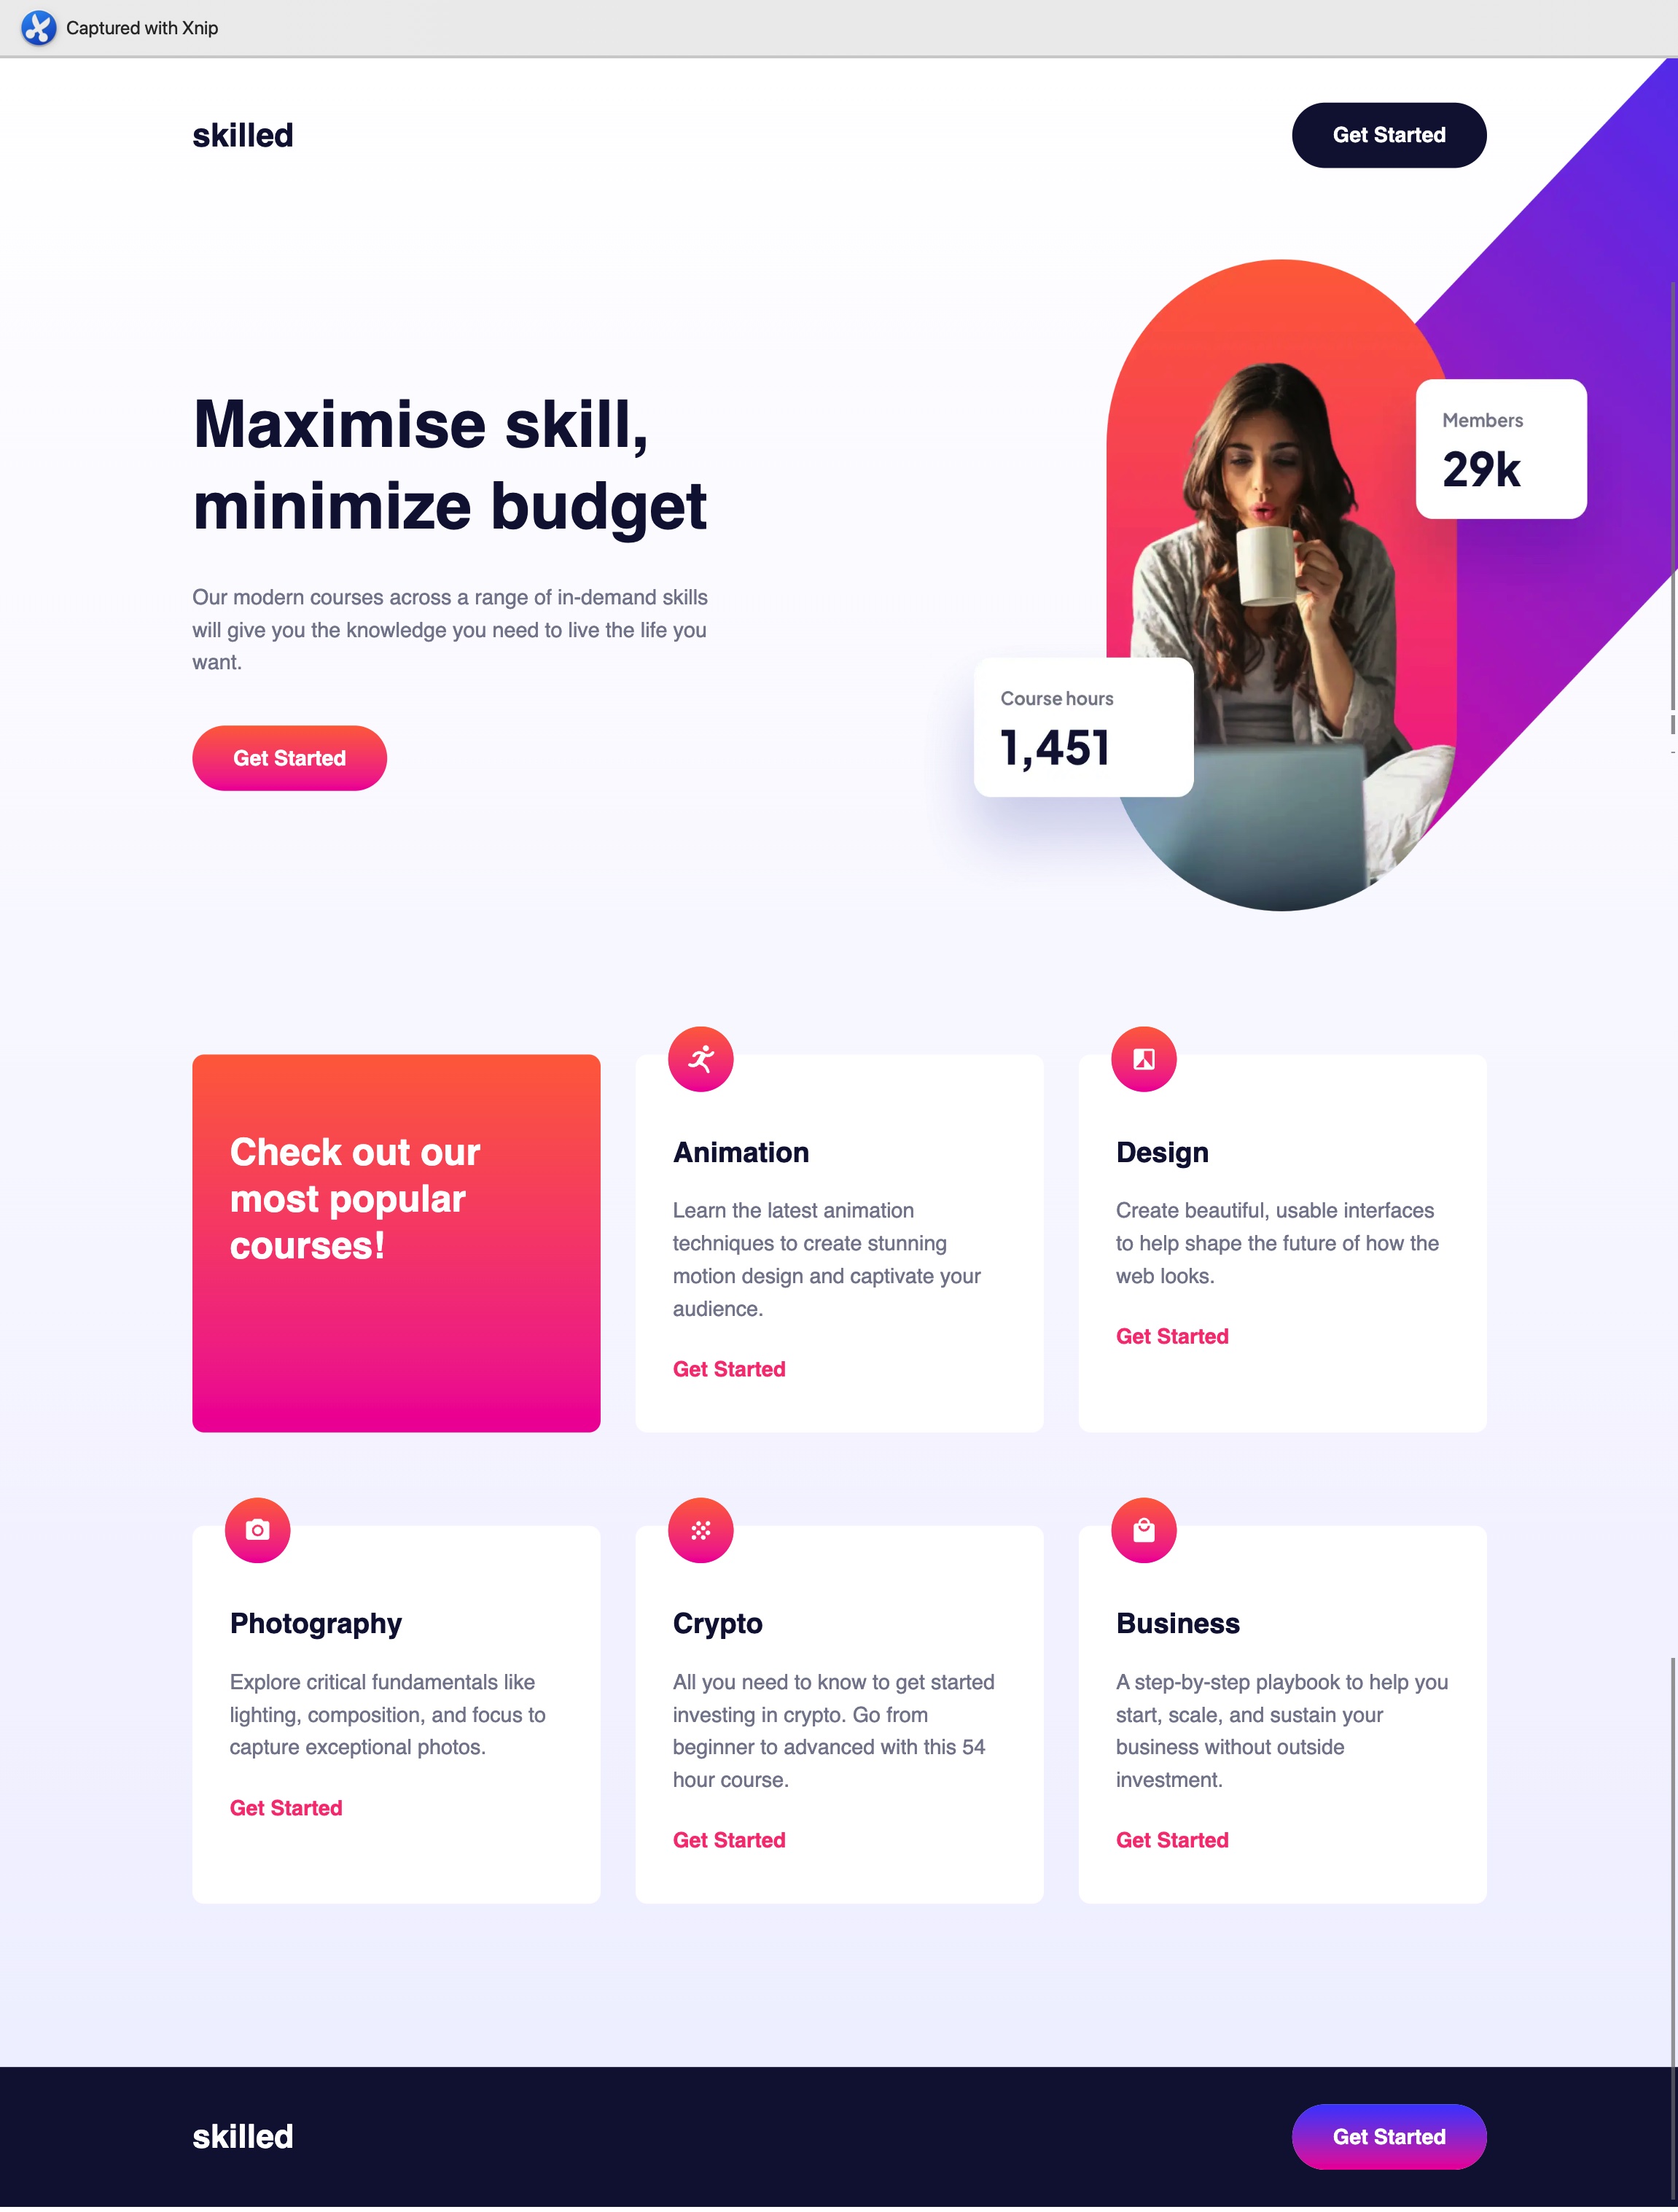 Captured with Xnip
skilled
Get Started
Maximise skill,
minimize budget
Our modern courses across a range of in-demand skills
will give you the knowledge you need to live the life you
want.
Get Started
Members
29k
Course hours
1,451
Check out our
most popular
courses!
Animation
Learn the latest animation
techniques to create stunning
motion design and captivate your
audience.
Get Started
Design
Create beautiful, usable interfaces
to help shape the future of how the
web looks.
Get Started
Photography
Explore critical fundamentals like
lighting, composition, and focus to
capture exceptional photos.
Get Started
Crypto
All you need to know to get started
investing in crypto. Go from
beginner to advanced with this 54
hour course.
Get Started
Business
A step-by-step playbook to help you
start, scale, and sustain your
business without outside
investment.
Get Started
skilled
Get Started